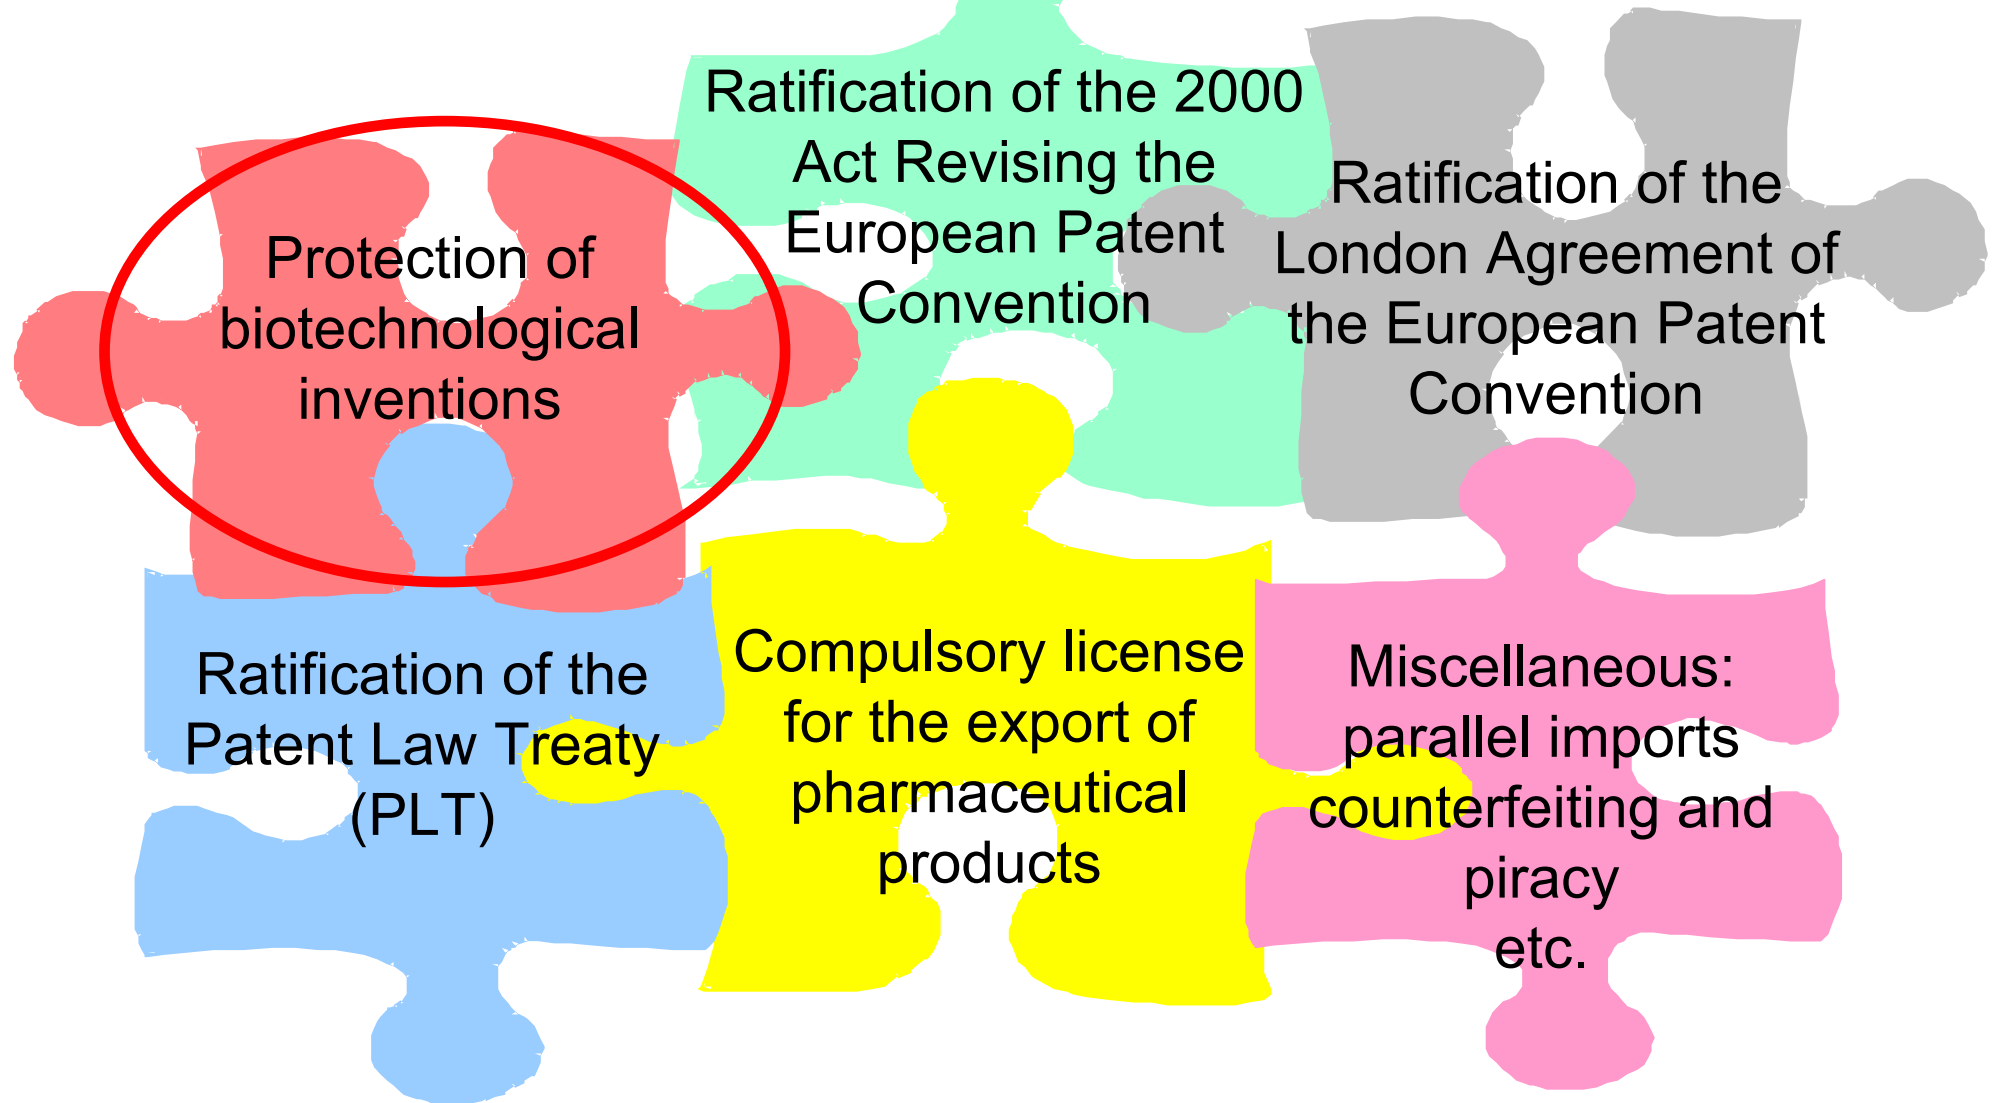 Protection of
biotechnological
inventions
Ratification of the 2000
Act Revising the
European Patent
Convention
Ratification of the
London Agreement of
the European Patent
Convention
Ratification of the
Patent Law Treaty
(PLT)
Compulsory license
for the export of
pharmaceutical
products
Miscellaneous:
parallel imports
counterfeiting and
piracy
etc.